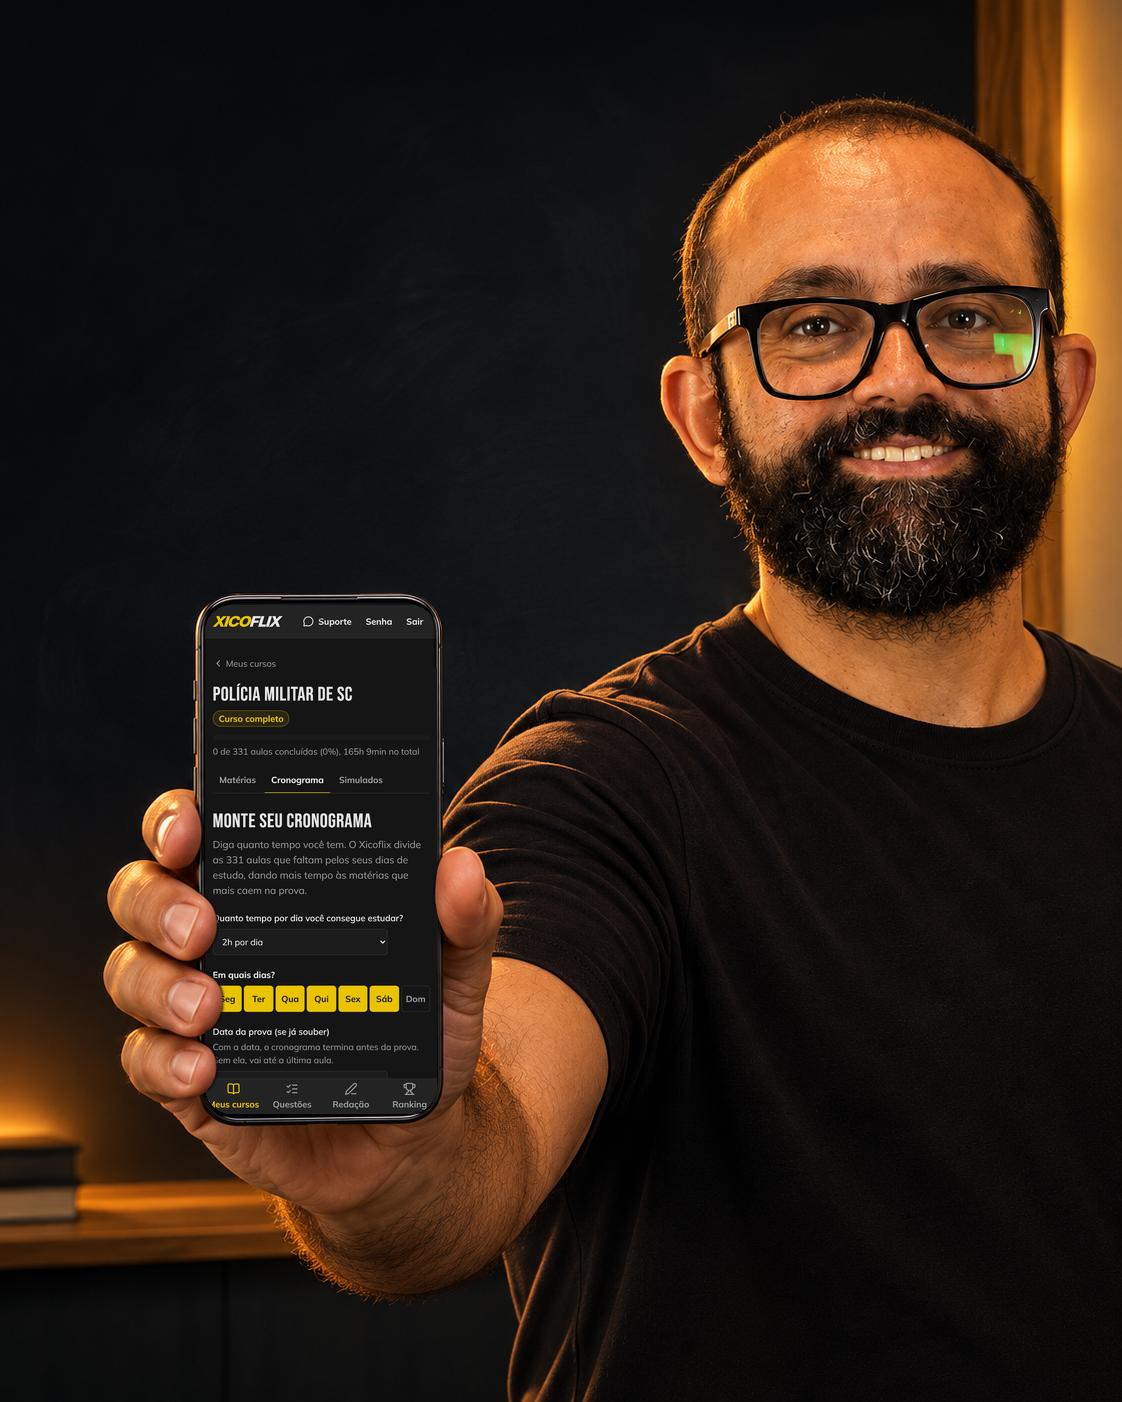 XICOFLIX Suporte Senha Sair
Meus cursos
POLÍCIA MILITAR DE SC
Curso completo
0 de 331 aulas concluídas (0%), 165h 9min no total
Matérias Cronograma Simulados
MONTE SEU CRONOGRAMA
Diga quanto tempo você tem. O Xicoflix divide
as 331 aulas que faltam pelos seus dias de
estudo, dando mais tempo às matérias que
mais caem na prova.
Quanto tempo por dia você consegue estudar?
2h por dia
Em quais dias?
Seg Ter Qua Qui Sex Sáb Dom
Data da prova (se já souber)
Com a data, o cronograma termina antes da prova.
Sem ela, vai até a última aula.
Meus cursos Questões Redação Ranking